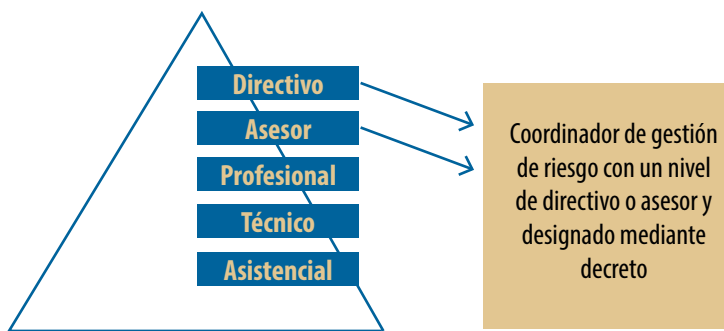 Directivo
Asesor
Profesional
Técnico
Asistencial
Coordinador de gestión
de riesgo con un nivel
de directivo o asesor y
designado mediante
decreto